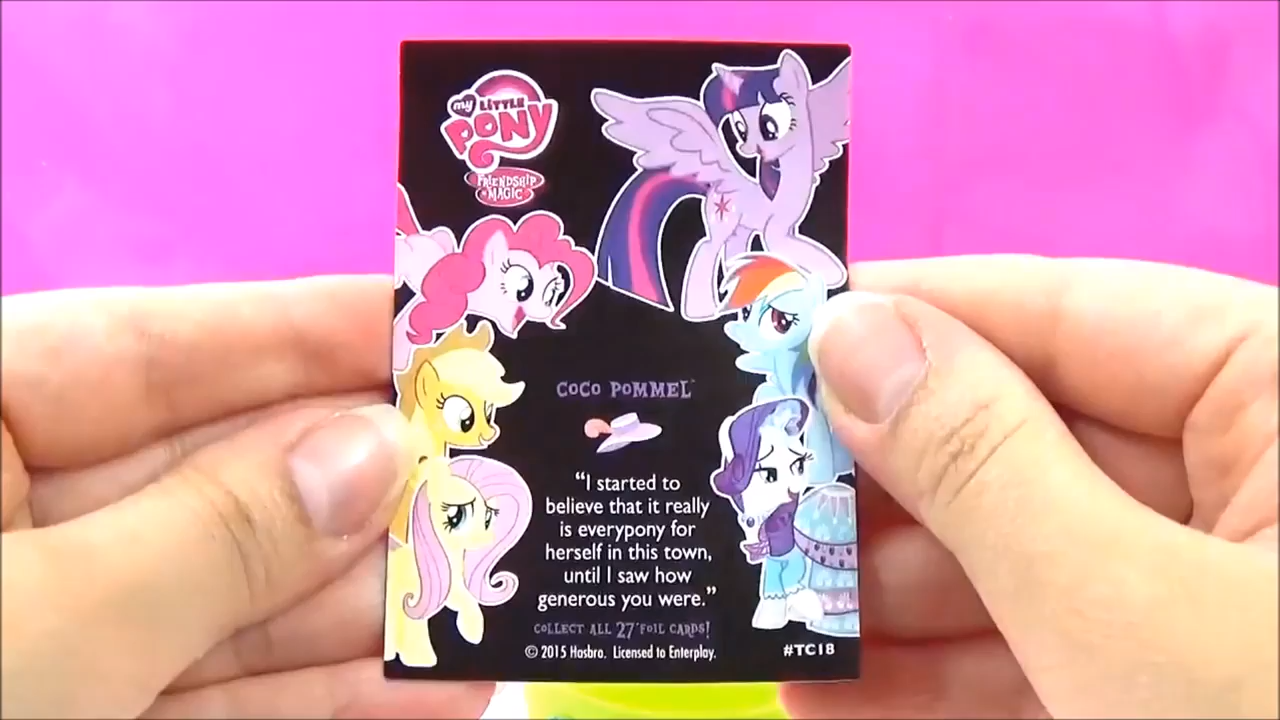 my LITTLE
PONY
FRIENDSHIP
is MAGIC
COCO POMMEL™
“I started to
believe that it really
is everypony for
herself in this town,
until I saw how
generous you were.”
COLLECT ALL 27 FOIL CARDS!
© 2015 Hasbro. Licensed to Enterplay.
#TC18